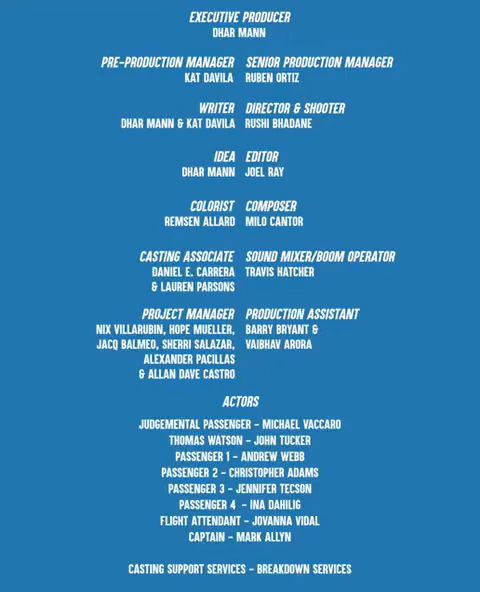 EXECUTIVE PRODUCER
DHAR MANN
PRE-PRODUCTION MANAGER SENIOR PRODUCTION MANAGER
KAT DAVILA RUBEN ORTIZ
WRITER DIRECTOR & SHOOTER
DHAR MANN & KAT DAVILA RUSHI BHADANE
IDEA EDITOR
DHAR MANN JOEL RAY
COLORIST COMPOSER
REMSEN ALLARD MILO CANTOR
CASTING ASSOCIATE SOUND MIXER/BOOM OPERATOR
DANIEL E. CARRERA TRAVIS HATCHER
& LAUREN PARSONS
PROJECT MANAGER PRODUCTION ASSISTANT
NIX VILLARUBIN, HOPE MUELLER, BARRY BRYANT &
JACQ BALMEO, SHERRI SALAZAR, VAIBHAV ARORA
ALEXANDER PACILLAS
& ALLAN DAVE CASTRO
ACTORS
JUDGEMENTAL PASSENGER - MICHAEL VACCARO
THOMAS WATSON - JOHN TUCKER
PASSENGER 1 - ANDREW WEBB
PASSENGER 2 - CHRISTOPHER ADAMS
PASSENGER 3 - JENNIFER TECSON
PASSENGER 4 - INA DAHILIG
FLIGHT ATTENDANT - JOVANNA VIDAL
CAPTAIN - MARK ALLYN
CASTING SUPPORT SERVICES - BREAKDOWN SERVICES